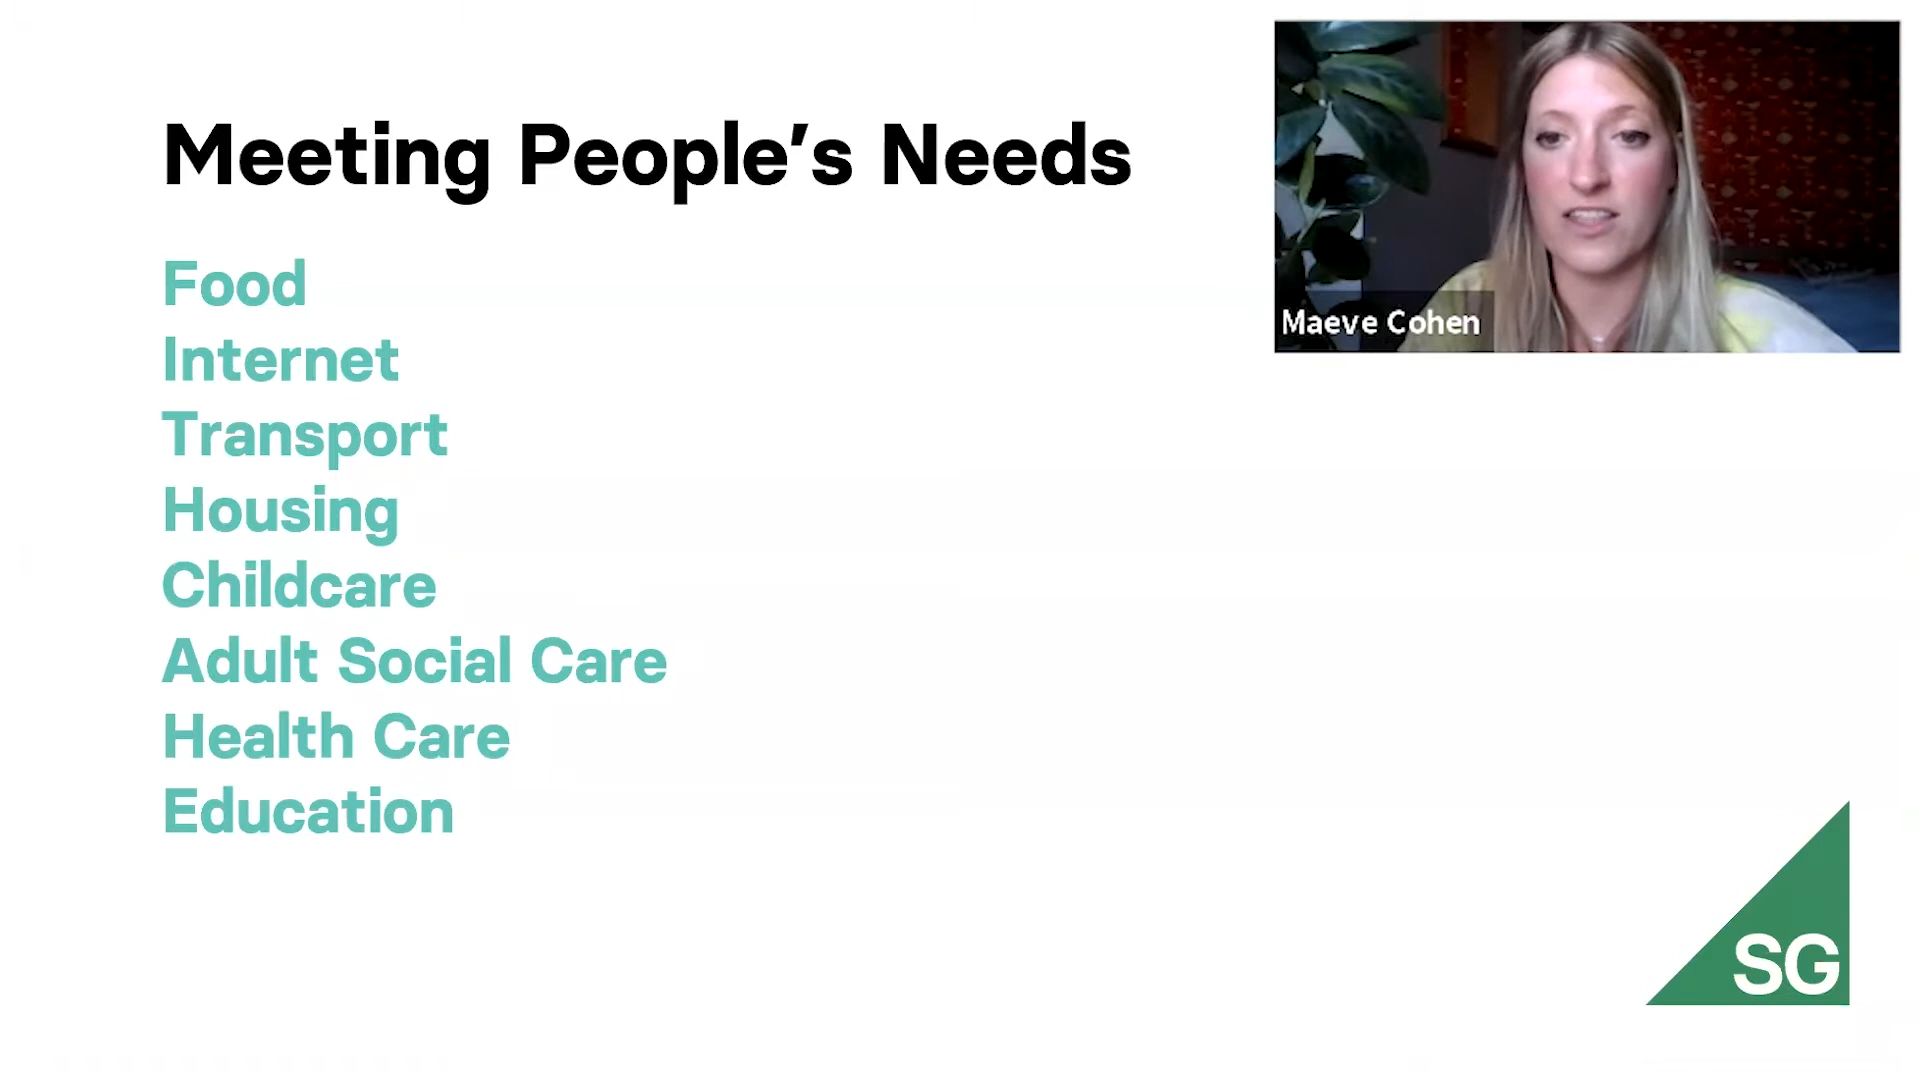 Meeting People’s Needs
Food
Internet
Transport
Housing
Childcare
Adult Social Care
Health Care
Education
Maeve Cohen
SG